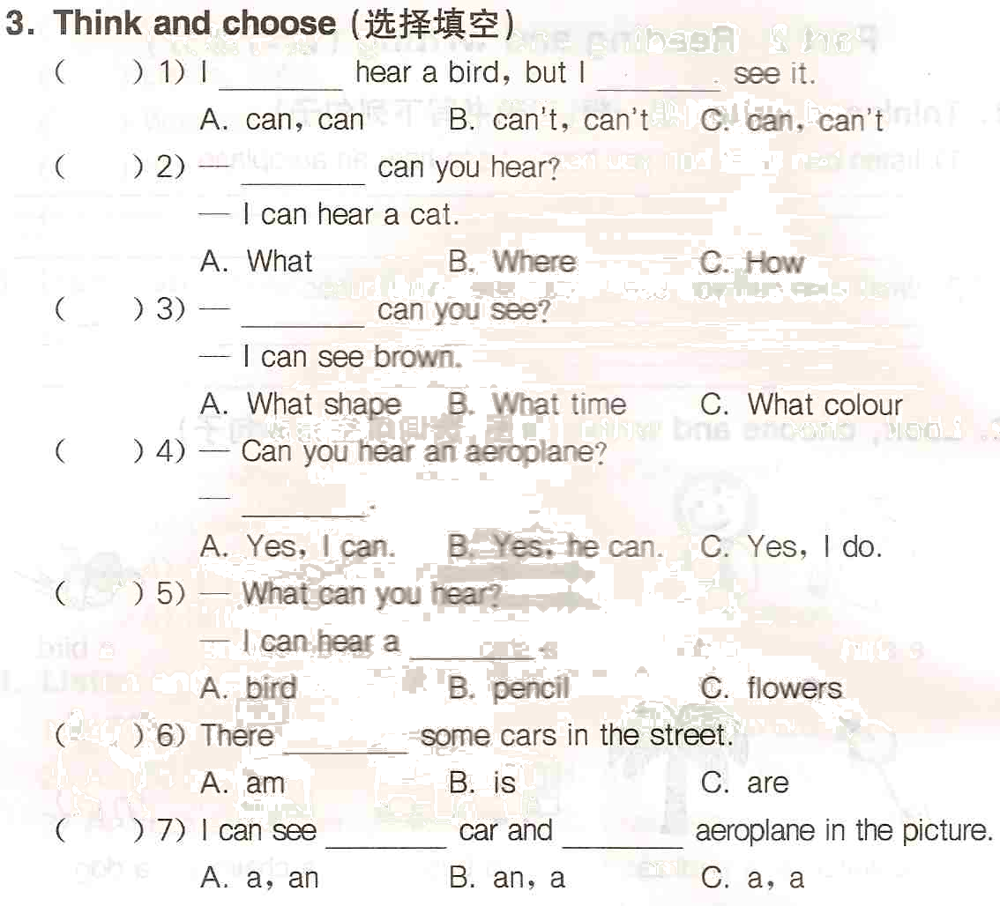 3. Think and choose (选择填空)
(    ) 1) I ________ hear a bird, but I ________ see it.
A. can, can  B. can't, can't  C. can, can't
(    ) 2) — ________ can you hear?
— I can hear a cat.
A. What  B. Where  C. How
(    ) 3) — ________ can you see?
— I can see brown.
A. What shape  B. What time  C. What colour
(    ) 4) — Can you hear an aeroplane?
— ________.
A. Yes, I can.  B. Yes, he can.  C. Yes, I do.
(    ) 5) — What can you hear?
— I can hear a ________.
A. bird  B. pencil  C. flowers
(    ) 6) There ________ some cars in the street.
A. am  B. is  C. are
(    ) 7) I can see ________ car and ________ aeroplane in the picture.
A. a, an  B. an, a  C. a, a